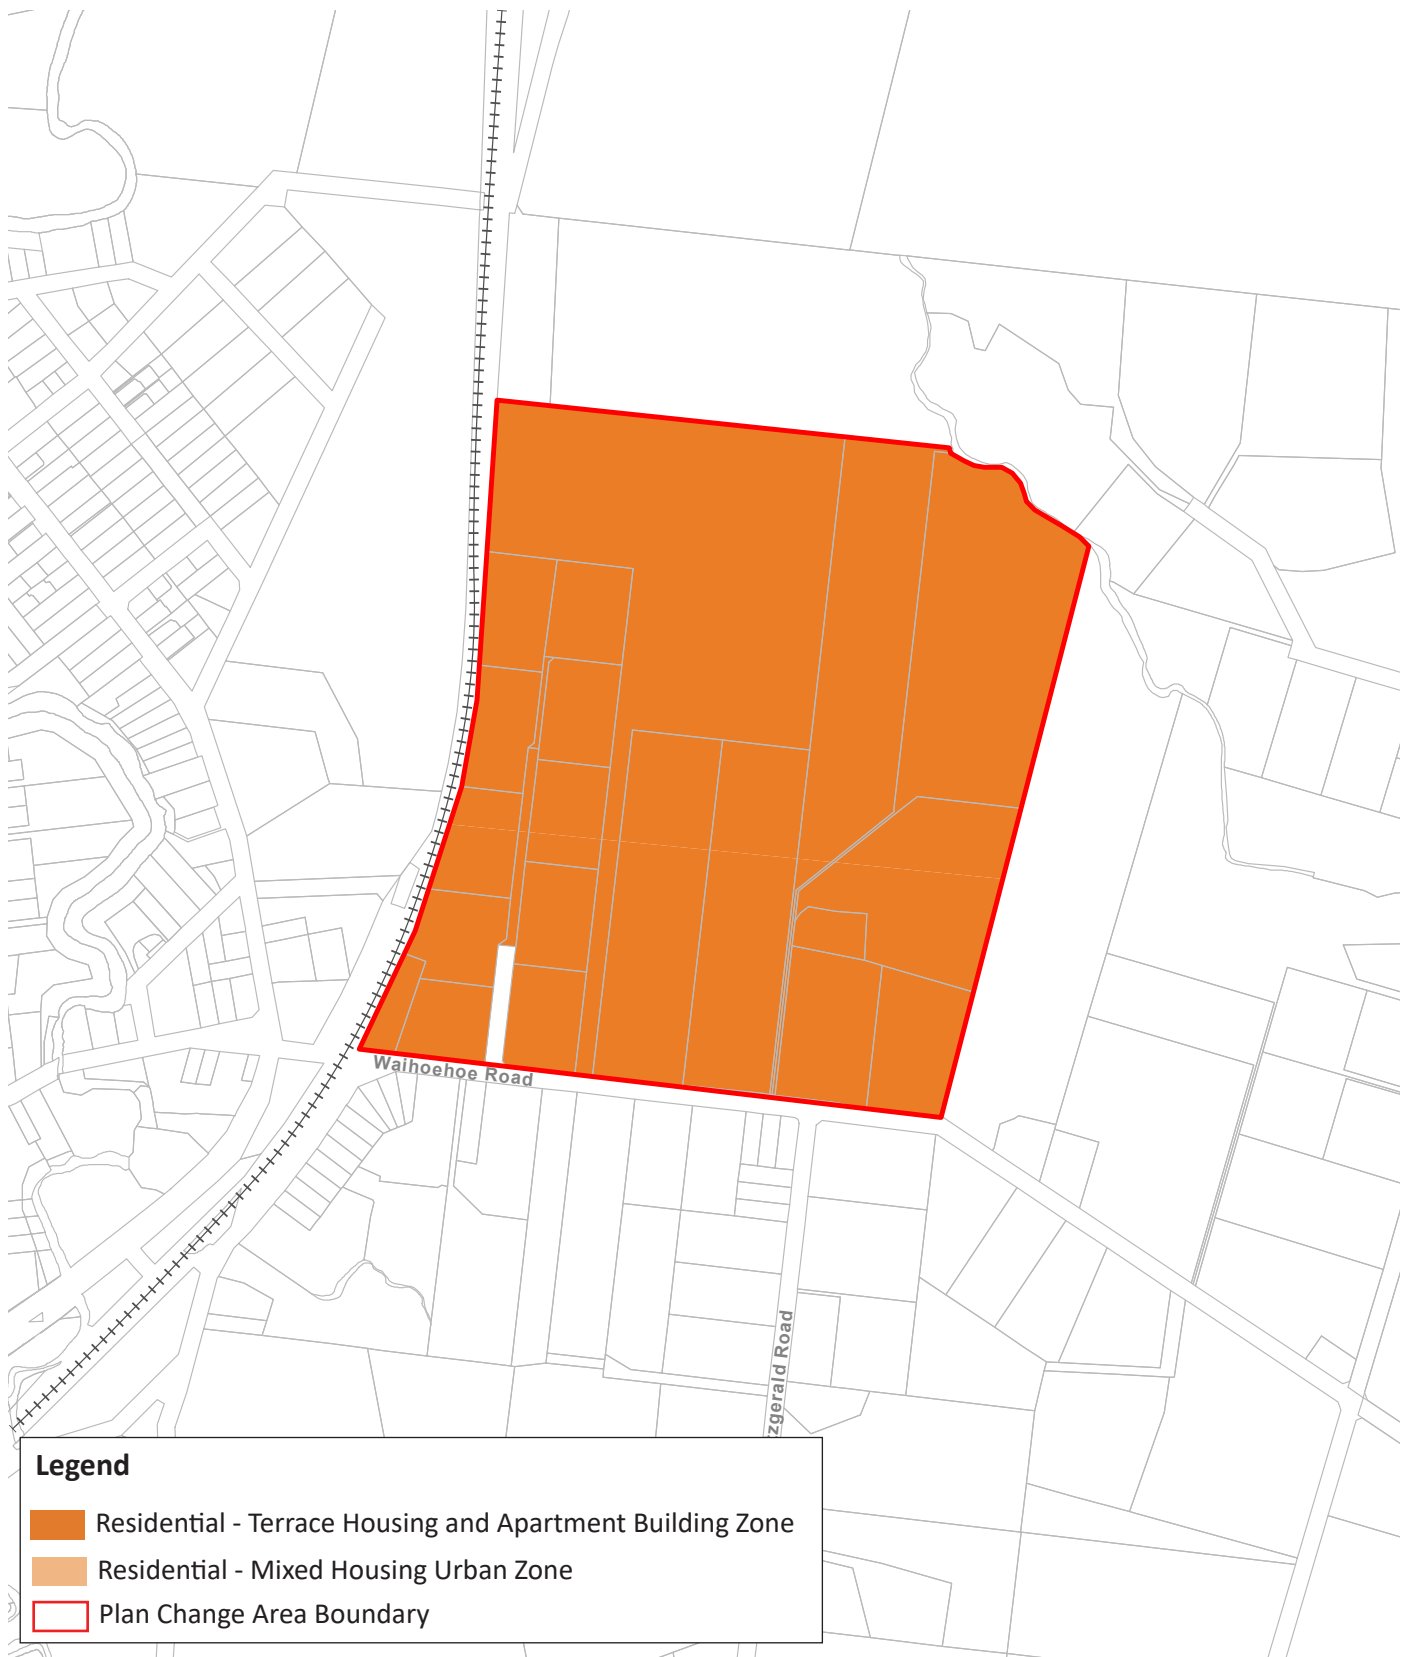 Waihoehoe Road
zgerald Road
Legend
Residential - Terrace Housing and Apartment Building Zone
Residential - Mixed Housing Urban Zone
Plan Change Area Boundary